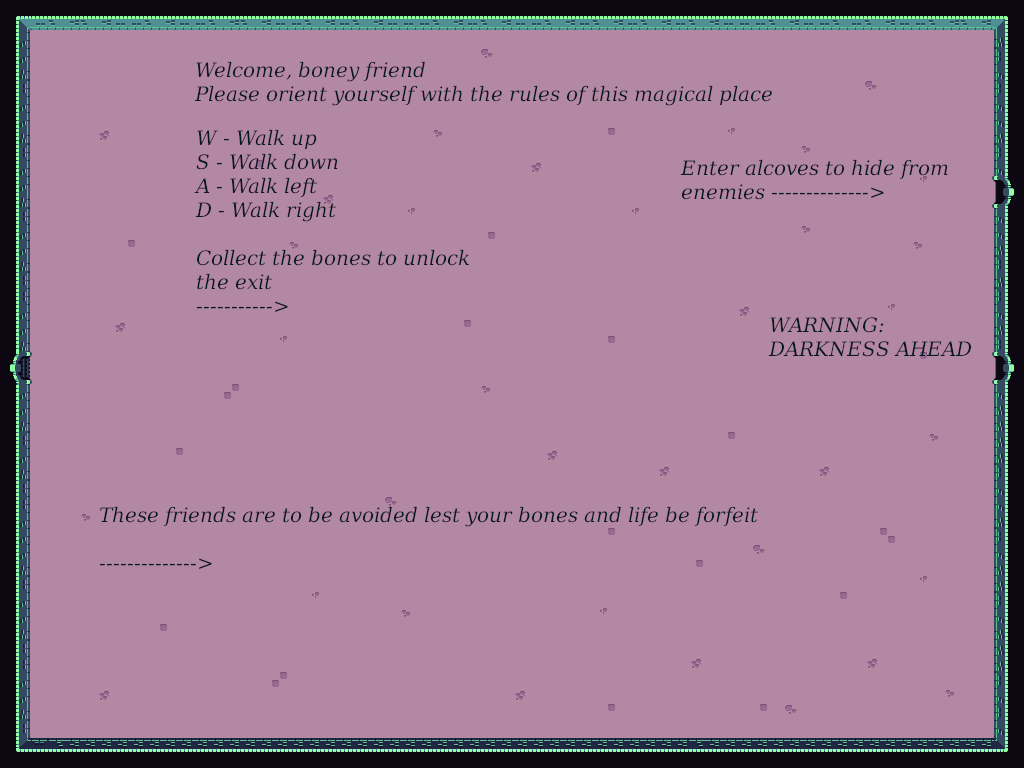 Welcome, boney friend
Please orient yourself with the rules of this magical place
W - Walk up
S - Walk down
A - Walk left
D - Walk right
Enter alcoves to hide from
enemies -------------->
Collect the bones to unlock
the exit
----------->
WARNING:
DARKNESS AHEAD
These friends are to be avoided lest your bones and life be forfeit
-------------->